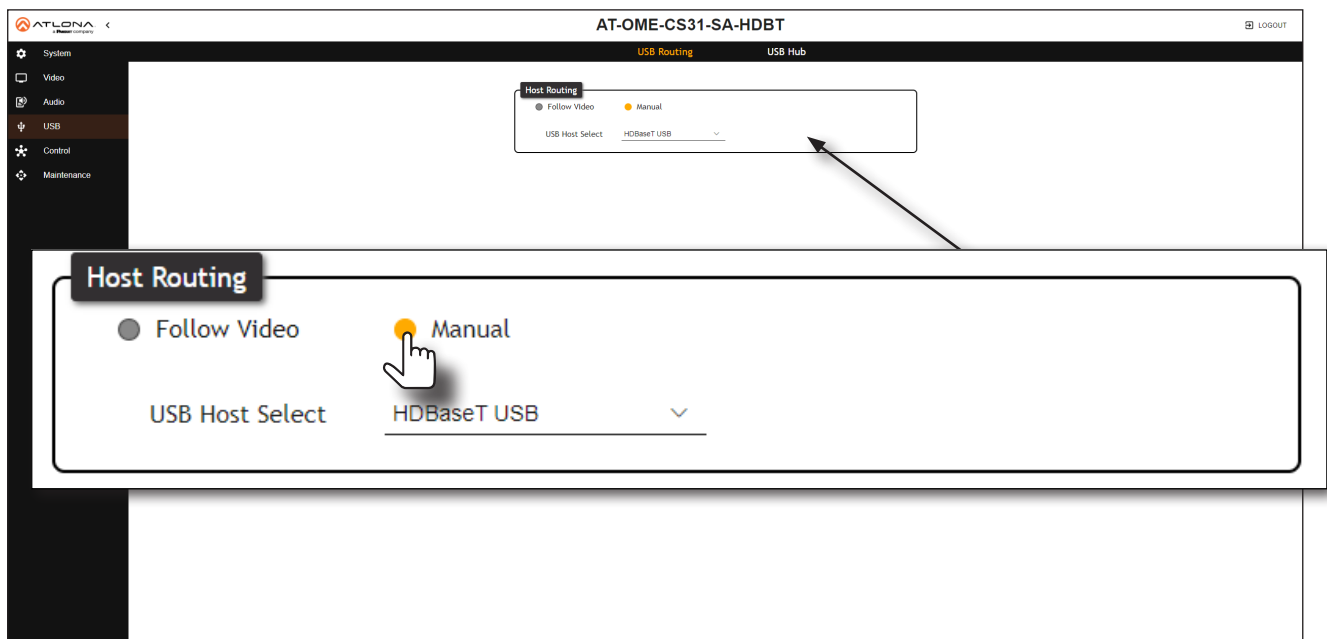 ATLONA
a Panduit company
AT-OME-CS31-SA-HDBT
LOGOUT
System
Video
Audio
USB
Control
Maintenance
USB Routing USB Hub
Host Routing
Follow Video Manual
USB Host Select HDBaseT USB
Host Routing
Follow Video Manual
USB Host Select HDBaseT USB